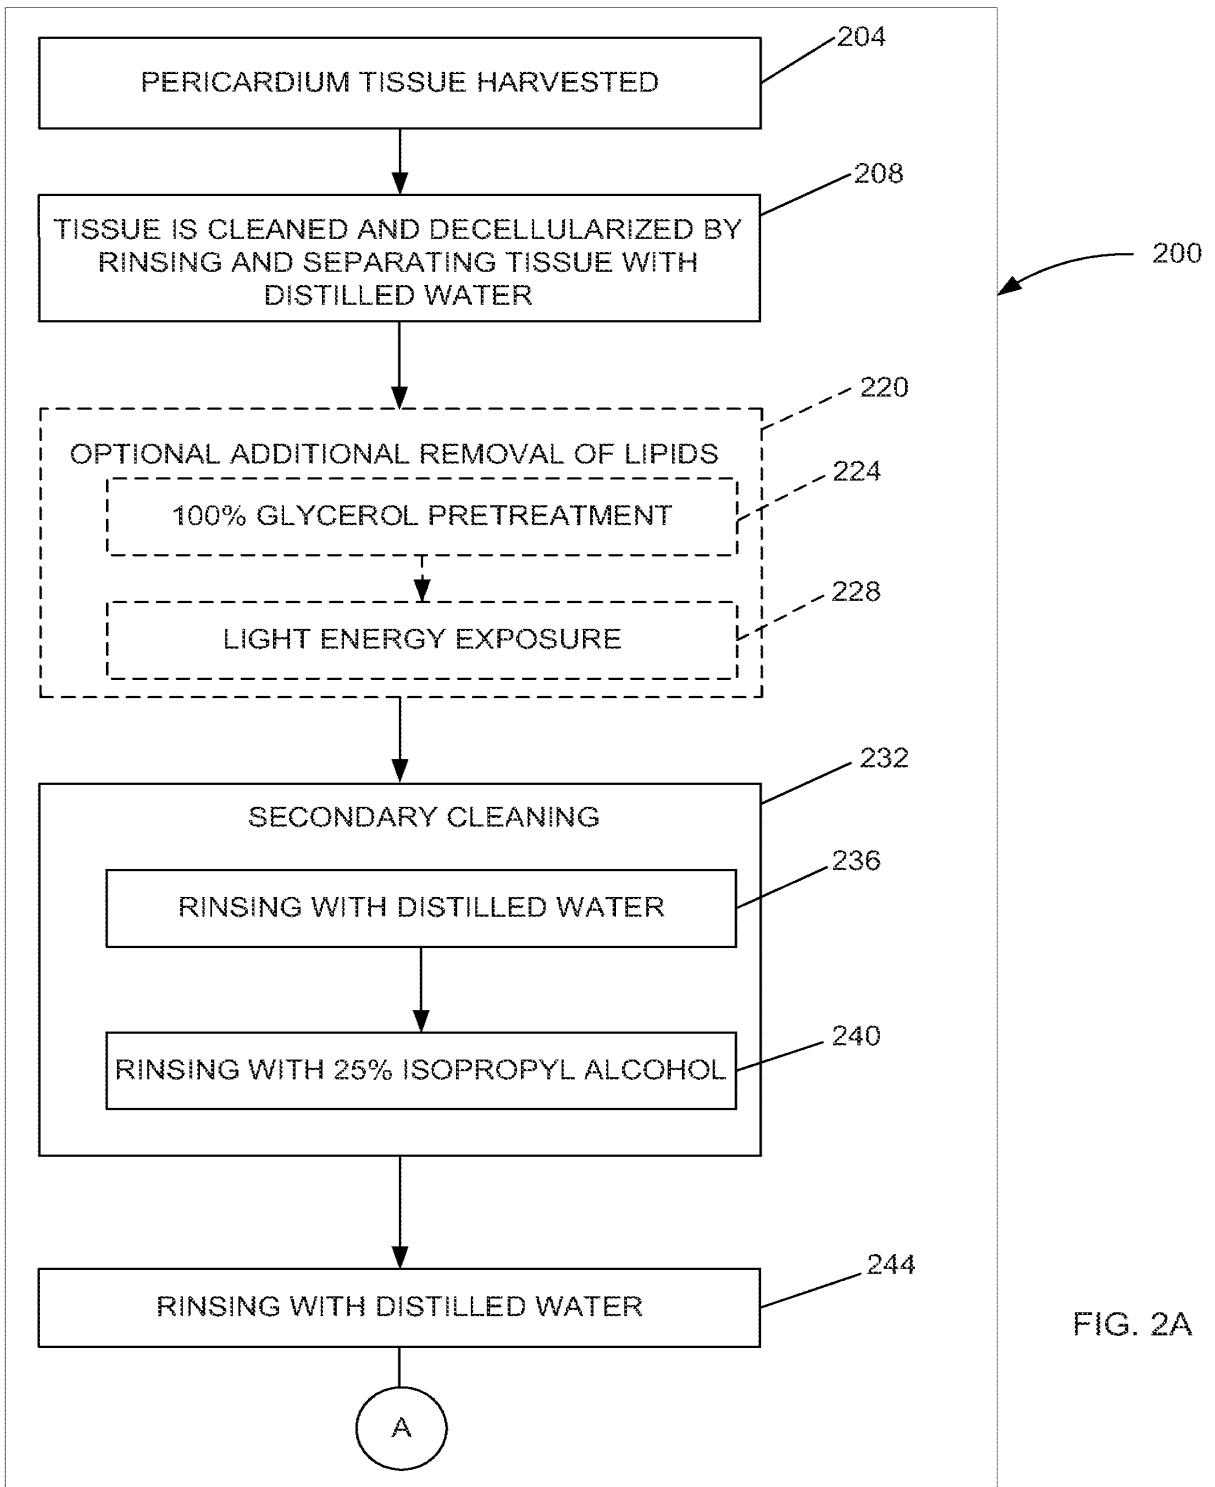 204
PERICARDIUM TISSUE HARVESTED
208
TISSUE IS CLEANED AND DECELLULARIZED BY
RINSING AND SEPARATING TISSUE WITH
DISTILLED WATER
200
220
OPTIONAL ADDITIONAL REMOVAL OF LIPIDS
224
100% GLYCEROL PRETREATMENT
228
LIGHT ENERGY EXPOSURE
232
SECONDARY CLEANING
236
RINSING WITH DISTILLED WATER
240
RINSING WITH 25% ISOPROPYL ALCOHOL
244
RINSING WITH DISTILLED WATER
FIG. 2A
A